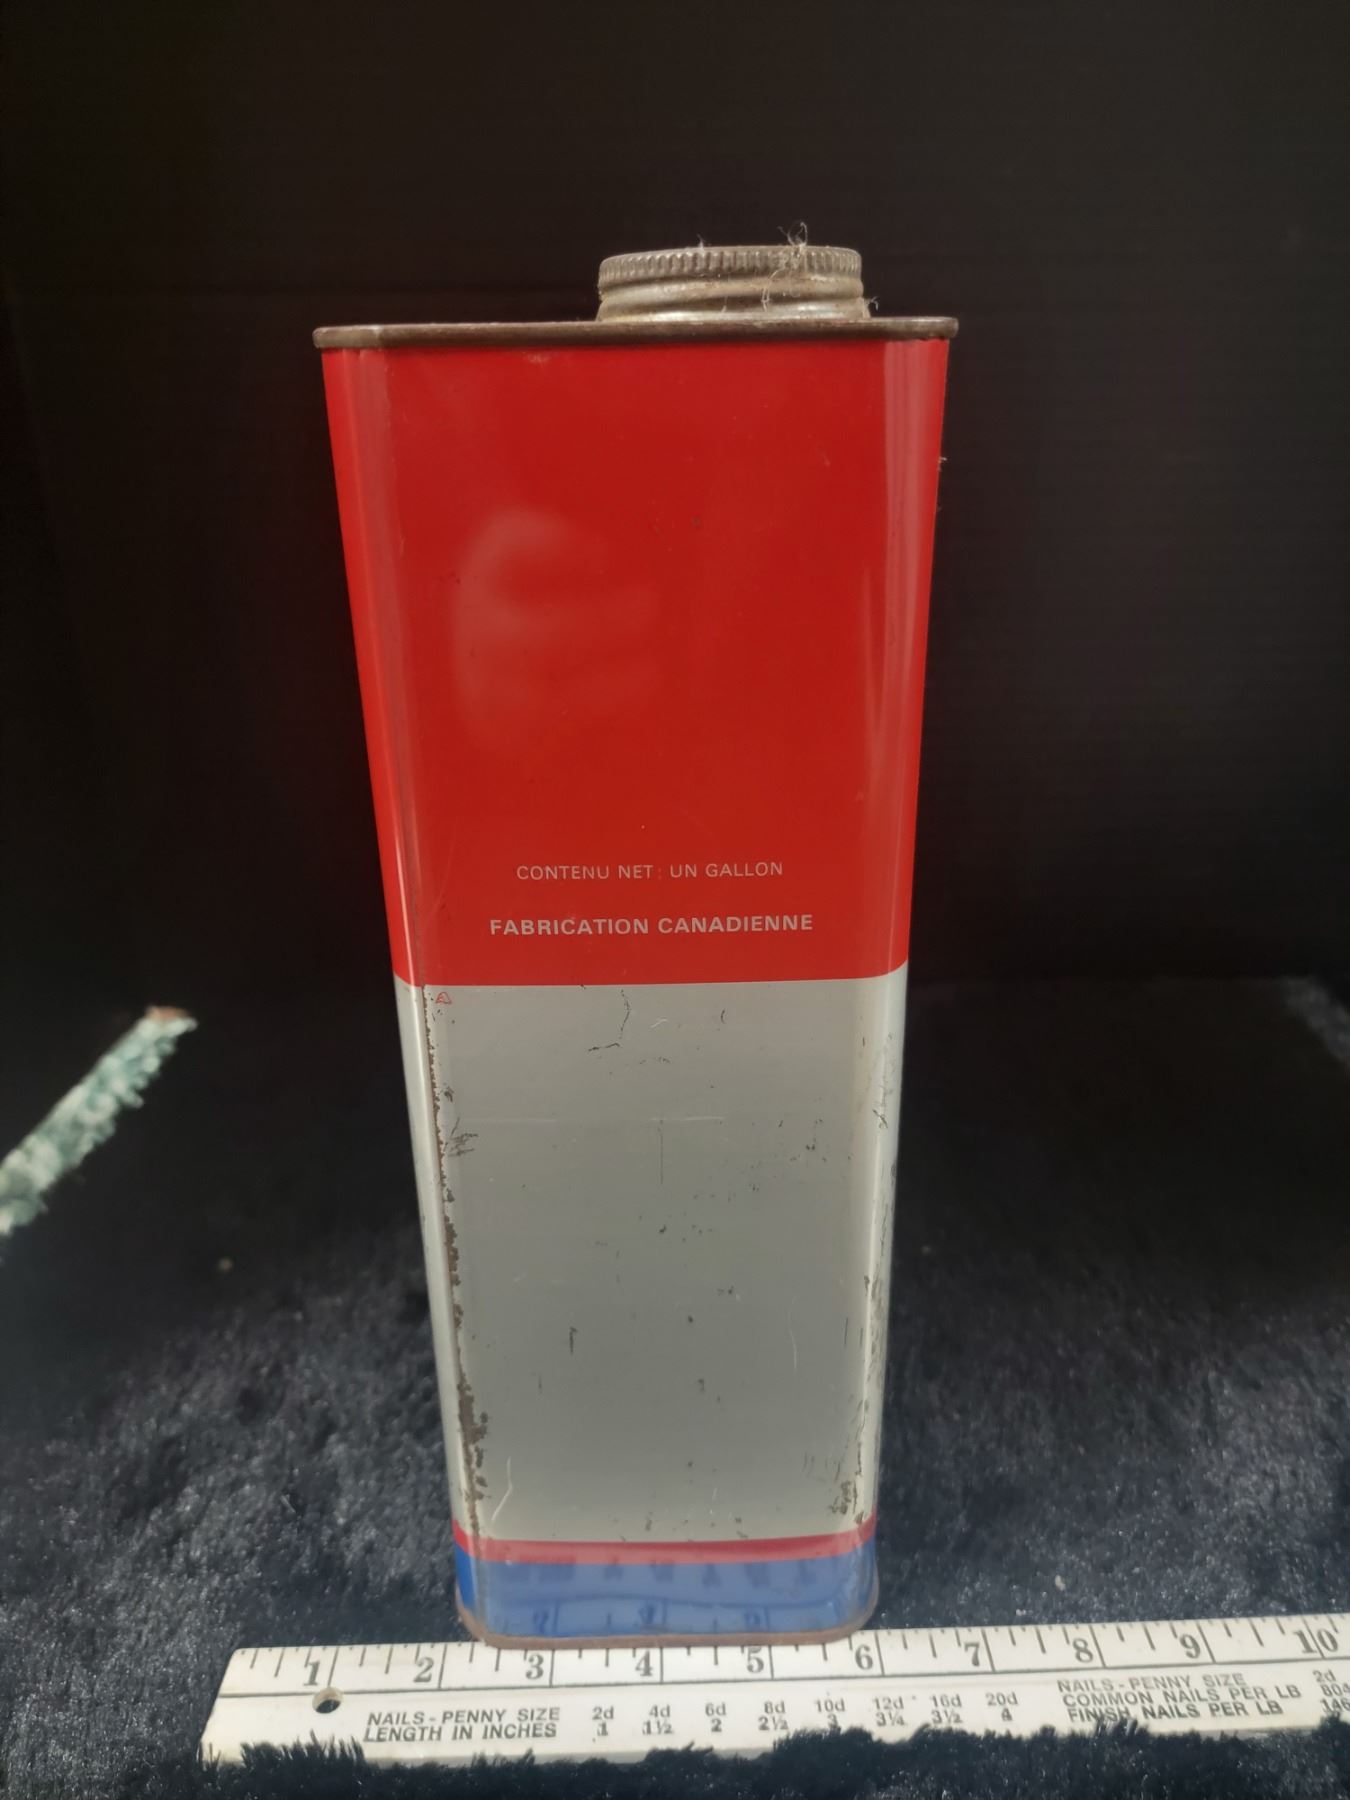 CONTENU NET: UN GALLON
FABRICATION CANADIENNE
1 2 3 4 5 6 7 8 9 10
NAILS - PENNY SIZE 2d 4d 6d 8d 10d 12d 16d 20d
LENGTH IN INCHES 1 1½ 2 2½ 3 3¼ 3½ 4
NAILS - PENNY SIZE 2d
COMMON NAILS PER LB
FINISH. NAILS PER LB